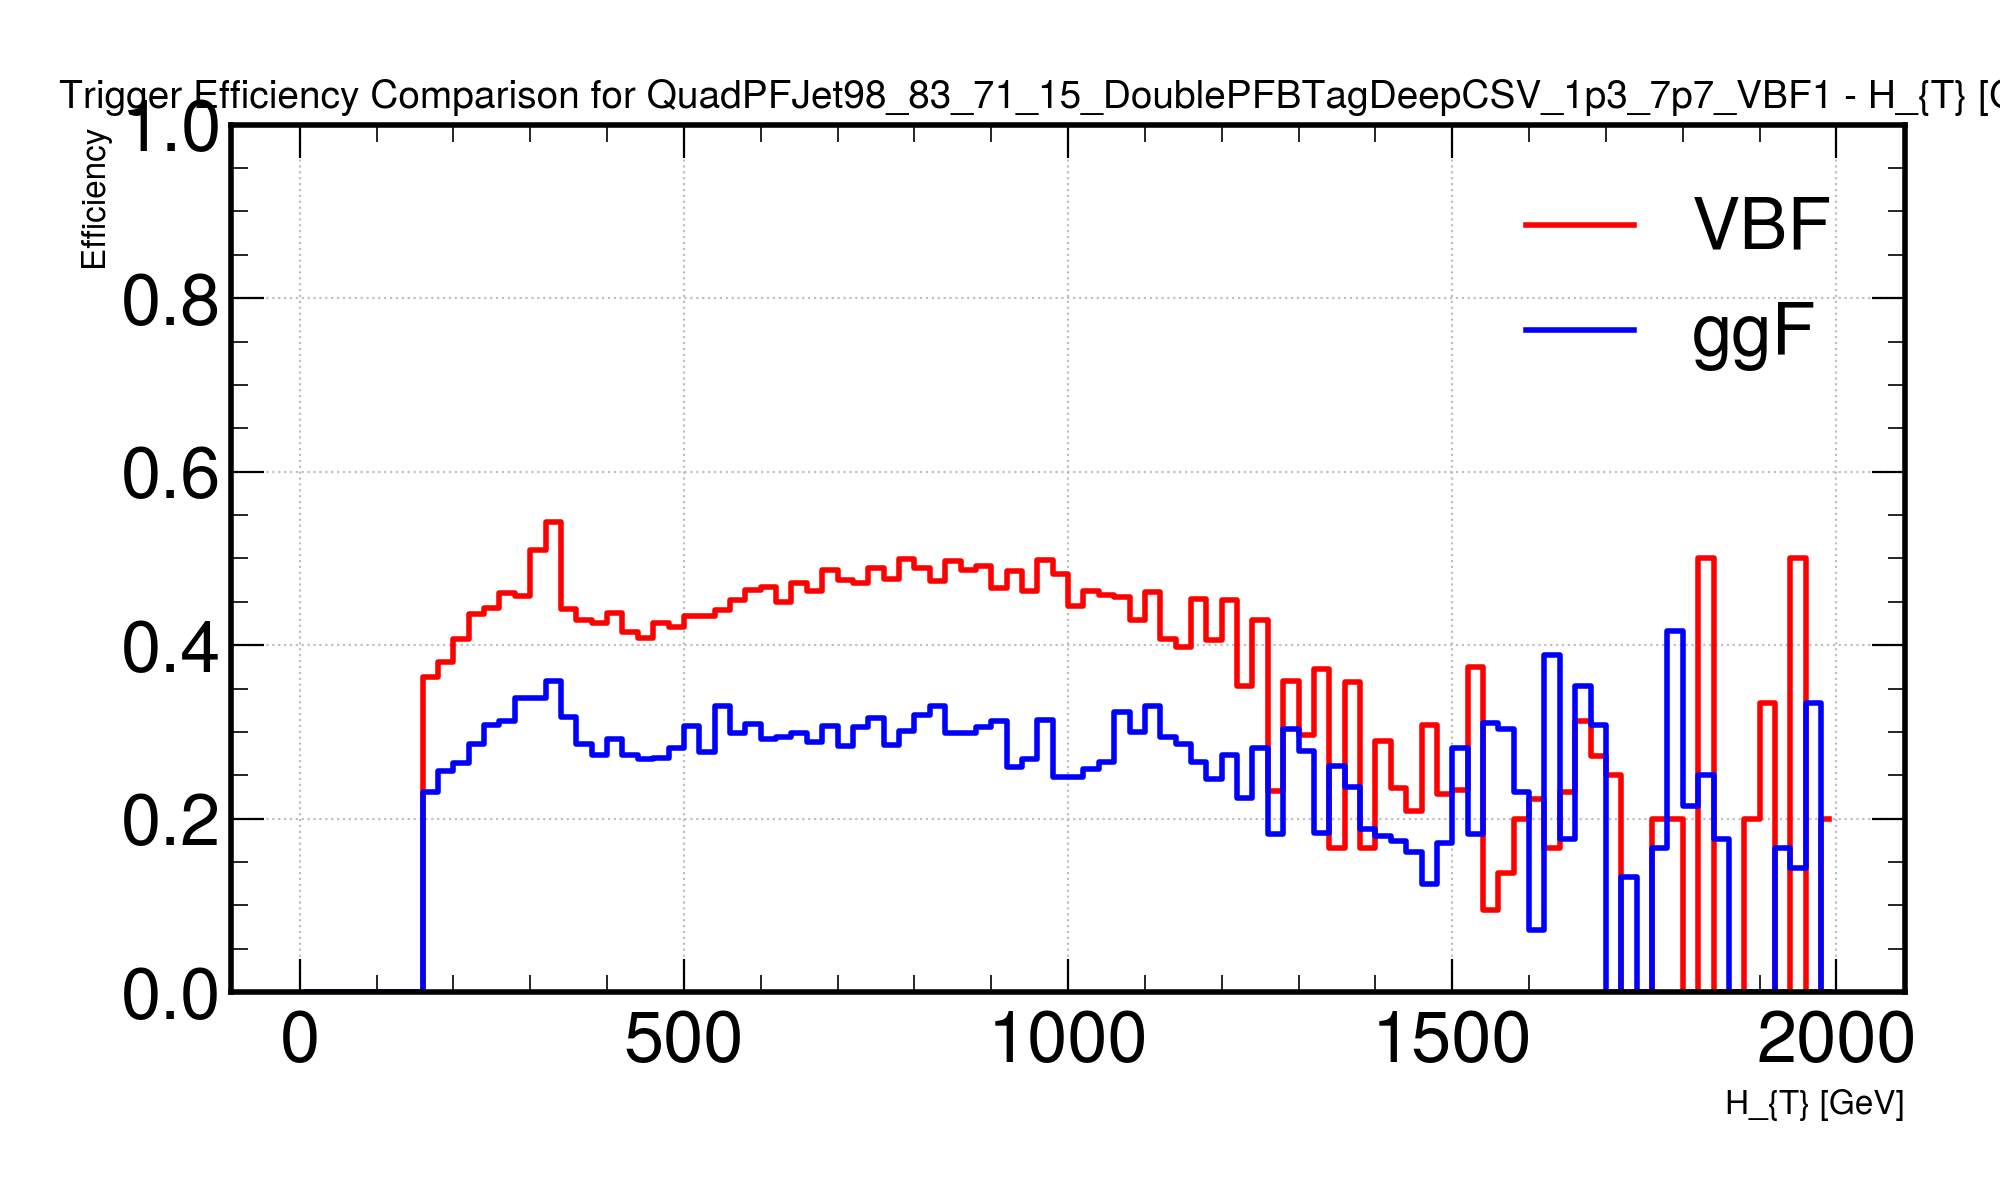 Trigger Efficiency Comparison for QuadPFJet98_83_71_15_DoublePFBTagDeepCSV_1p3_7p7_VBF1 - H_{T} [
Efficiency
1.0
0.8
0.6
0.4
0.2
0.0
VBF
ggF
0 500 1000 1500 2000
H_{T} [GeV]